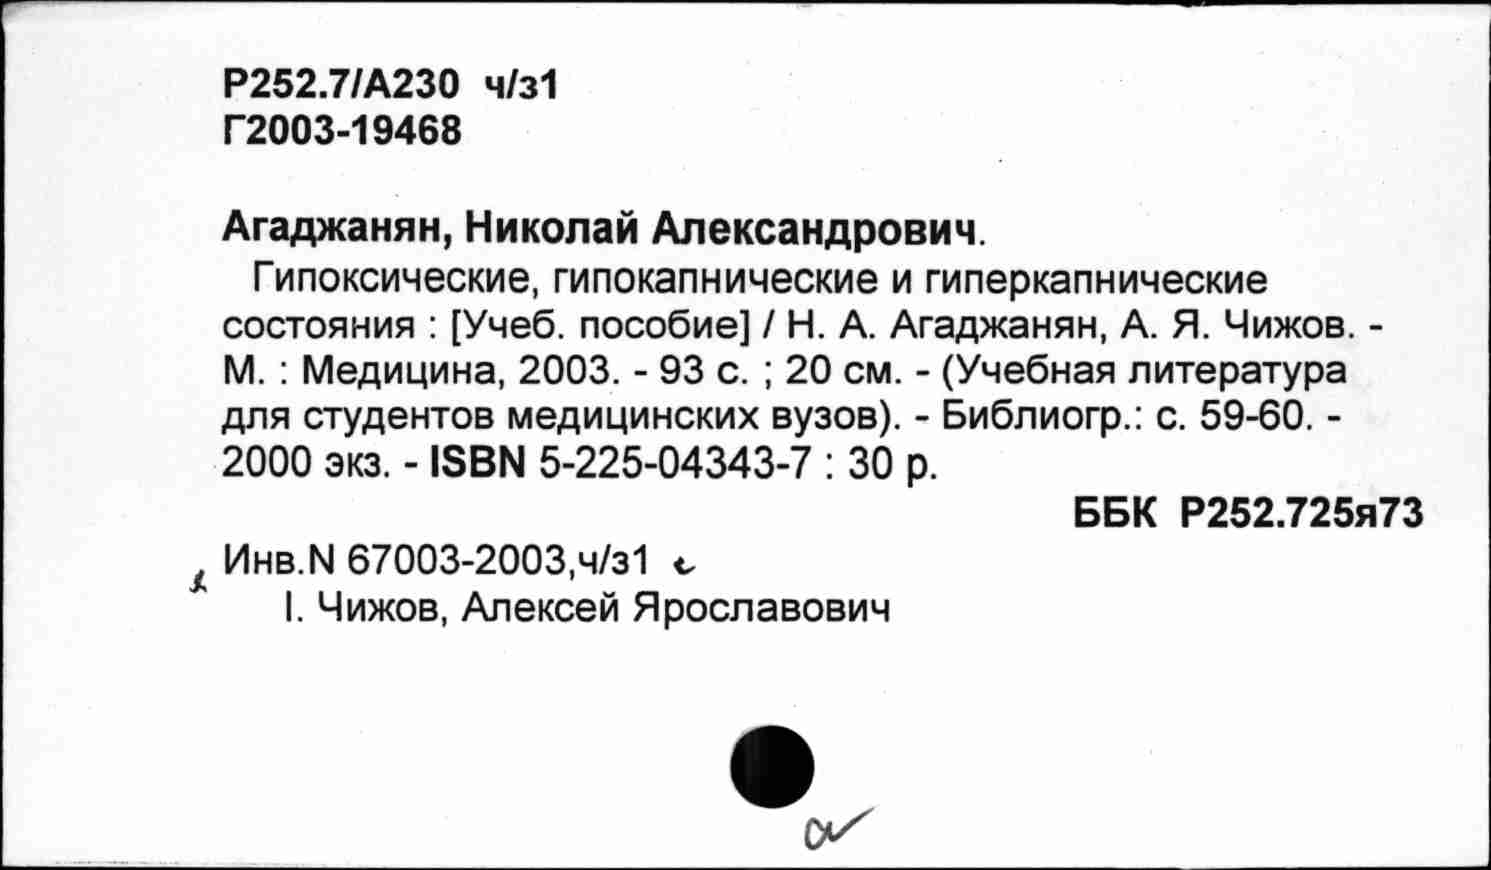 Р252.7/А230 ч/з1
Г2003-19468
Агаджанян, Николай Александрович.
Гипоксические, гипокапнические и гиперкапнические
состояния : [Учеб. пособие] / Н. А. Агаджанян, А. Я. Чижов. -
М. : Медицина, 2003. - 93 с. ; 20 см. - (Учебная литература
для студентов медицинских вузов). - Библиогр.: с. 59-60. -
2000 экз. - ISBN 5-225-04343-7 : 30 р.
ББК Р252.725я73
Инв.N 67003-2003,ч/з1
I. Чижов, Алексей Ярославович